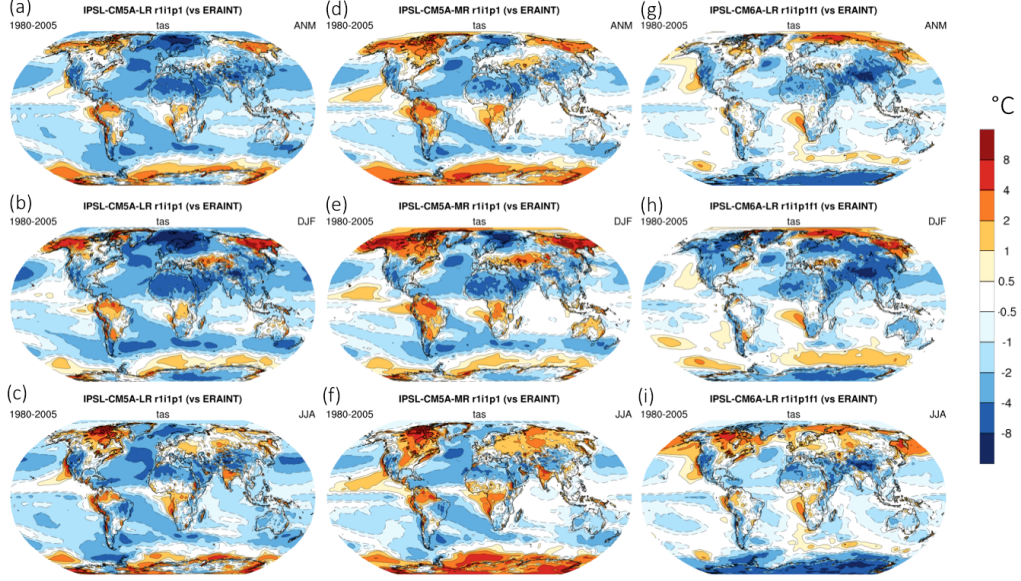 (a) IPSL-CM5A-LR r1i1p1 (vs ERAINT)
1980-2005 tas ANM
(d) IPSL-CM5A-MR r1i1p1 (vs ERAINT)
1980-2005 tas ANM
(g) IPSL-CM6A-LR r1i1p1f1 (vs ERAINT)
1980-2005 tas ANM
(b) IPSL-CM5A-LR r1i1p1 (vs ERAINT)
1980-2005 tas DJF
(e) IPSL-CM5A-MR r1i1p1 (vs ERAINT)
1980-2005 tas DJF
(h) IPSL-CM6A-LR r1i1p1f1 (vs ERAINT)
1980-2005 tas DJF
(c) IPSL-CM5A-LR r1i1p1 (vs ERAINT)
1980-2005 tas JJA
(f) IPSL-CM5A-MR r1i1p1 (vs ERAINT)
1980-2005 tas JJA
(i) IPSL-CM6A-LR r1i1p1f1 (vs ERAINT)
1980-2005 tas JJA
°C
8
4
2
1
0.5
-0.5
-1
-2
-4
-8